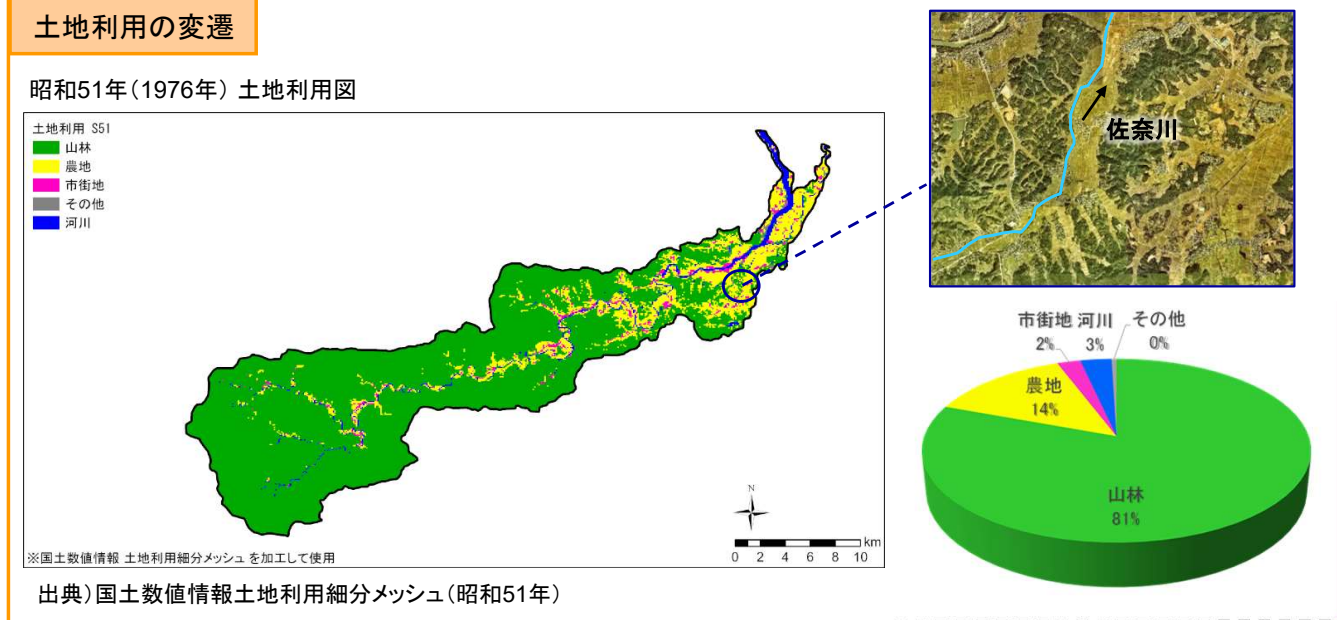 土地利用の変遷
昭和51年(1976年) 土地利用図
土地利用 S51
山林
農地
市街地
その他
河川
N
km
0 2 4 6 8 10
※国土数値情報 土地利用細分メッシュ を加工して使用
出典)国土数値情報土地利用細分メッシュ(昭和51年)
佐奈川
市街地 河川 その他
2% 3% 0%
農地
14%
山林
81%